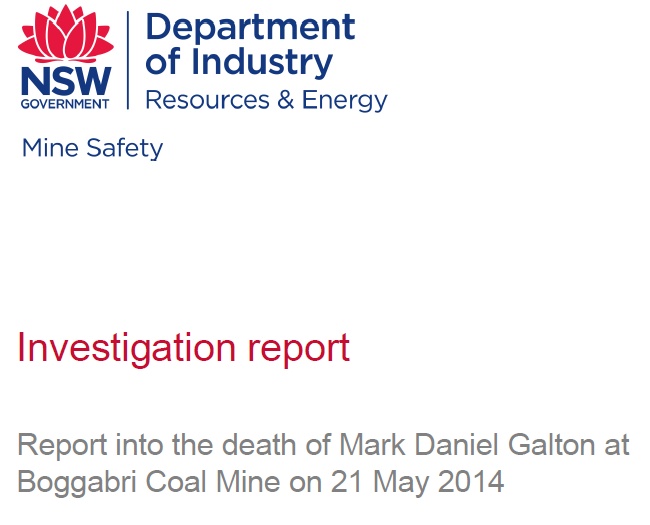 NSW
GOVERNMENT
Department
of Industry
Resources & Energy
Mine Safety
Investigation report
Report into the death of Mark Daniel Galton at
Boggabri Coal Mine on 21 May 2014